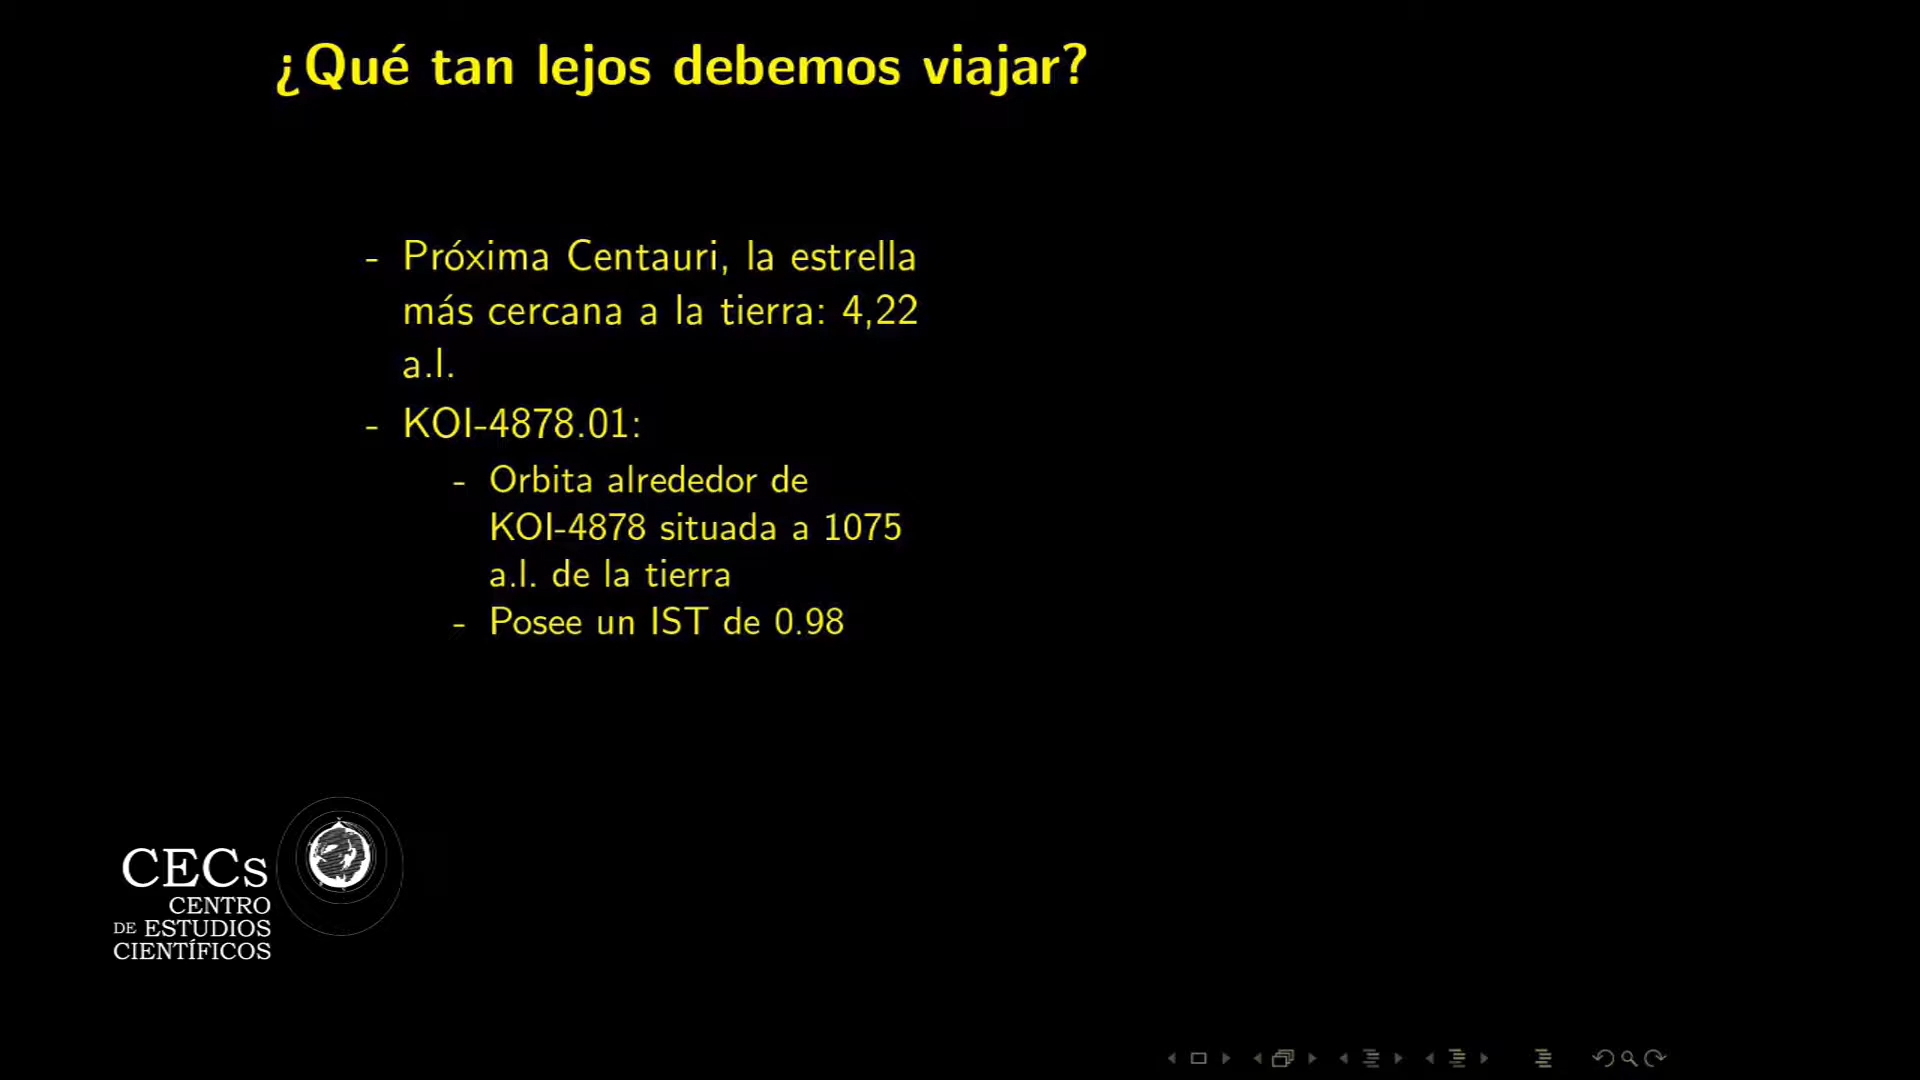 ¿Qué tan lejos debemos viajar?
- Próxima Centauri, la estrella
más cercana a la tierra: 4,22
a.l.
- KOI-4878.01:
- Orbita alrededor de
KOI-4878 situada a 1075
a.l. de la tierra
- Posee un IST de 0.98
CECs
CENTRO
DE ESTUDIOS
CIENTÍFICOS